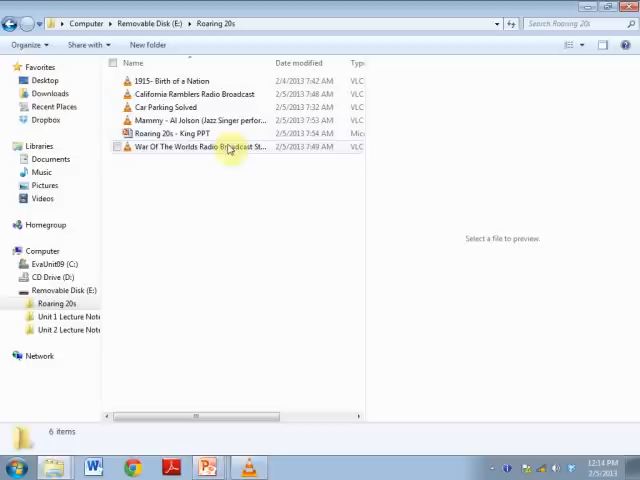 Computer Removable Disk (E:) Roaring 20s Search Roaring 20s
Organize Share with New folder
Name Date modified Type
1915- Birth of a Nation 2/4/2013 7:42 AM VLC
California Ramblers Radio Broadcast 2/5/2013 7:48 AM VLC
Car Parking Solved 2/5/2013 7:32 AM VLC
Mammy - Al Jolson (Jazz Singer perfor... 2/5/2013 7:53 AM VLC
Roaring 20s - King PPT 2/5/2013 7:54 AM Micr
War Of The Worlds Radio Broadcast St... 2/5/2013 7:49 AM VLC
Favorites
Desktop
Downloads
Recent Places
Dropbox
Libraries
Documents
Music
Pictures
Videos
Homegroup
Computer
EvaUnit09 (C:)
CD Drive (D:)
Removable Disk (E:)
Roaring 20s
Unit 1 Lecture Note
Unit 2 Lecture Note
Network
Select a file to preview.
6 items
12:14 PM
2/5/2013